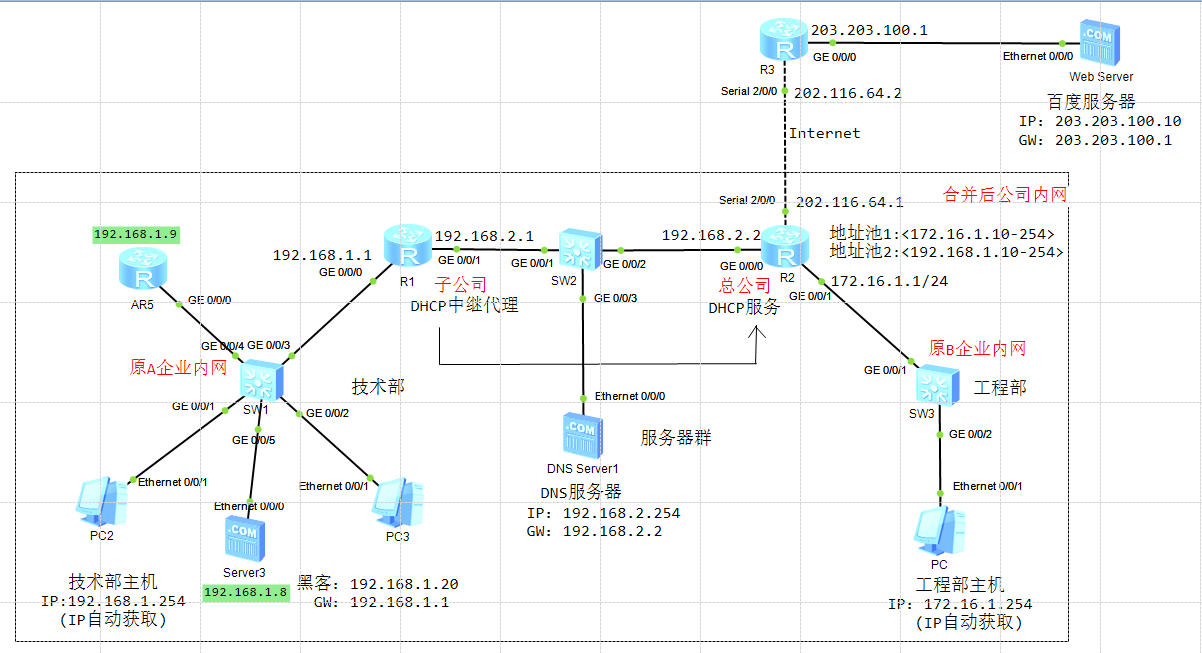 203.203.100.1
GE 0/0/0
R
R3
.COM
Ethernet 0/0/0
Web Server
Serial 2/0/0
202.116.64.2
百度服务器
IP: 203.203.100.10
GW: 203.203.100.1
Internet
合并后公司内网
Serial 2/0/0
202.116.64.1
192.168.1.9
R
AR5
GE 0/0/0
192.168.1.1
GE 0/0/0
R
R1
192.168.2.1
GE 0/0/1
GE 0/0/1
SW2
GE 0/0/2
192.168.2.2
GE 0/0/0
R
R2
地址池1:<172.16.1.10-254>
地址池2:<192.168.1.10-254>
172.16.1.1/24
GE 0/0/1
子公司
DHCP中继代理
GE 0/0/3
总公司
DHCP服务
GE 0/0/4
GE 0/0/3
原A企业内网
SW1
技术部
GE 0/0/1
GE 0/0/2
GE 0/0/5
原B企业内网
GE 0/0/1
SW3
工程部
GE 0/0/2
Ethernet 0/0/0
.COM
服务器群
DNS Server1
DNS服务器
IP: 192.168.2.254
GW: 192.168.2.2
Ethernet 0/0/1
PC2
Ethernet 0/0/0
.COM
Server3
192.168.1.8
Ethernet 0/0/1
PC3
Ethernet 0/0/1
PC
技术部主机
IP:192.168.1.254
(IP自动获取)
黑客: 192.168.1.20
GW: 192.168.1.1
工程部主机
IP: 172.16.1.254
(IP自动获取)